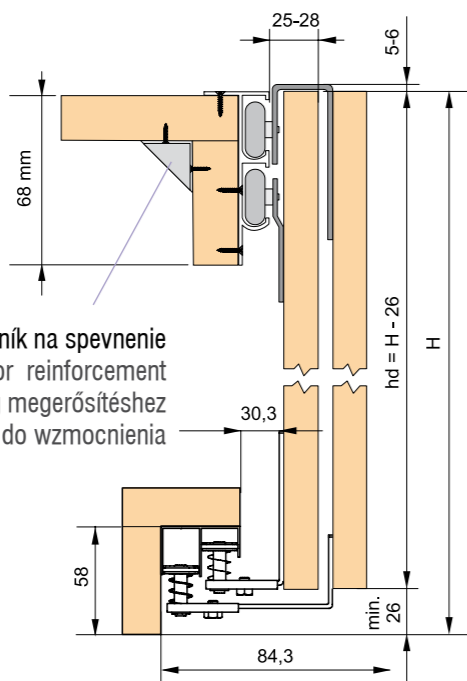 25-28
5-6
68 mm
ník na spevnenie
or reinforcement
megerősítéshez
do wzmocnienia
hd = H - 26
H
30,3
58
min.
26
84,3